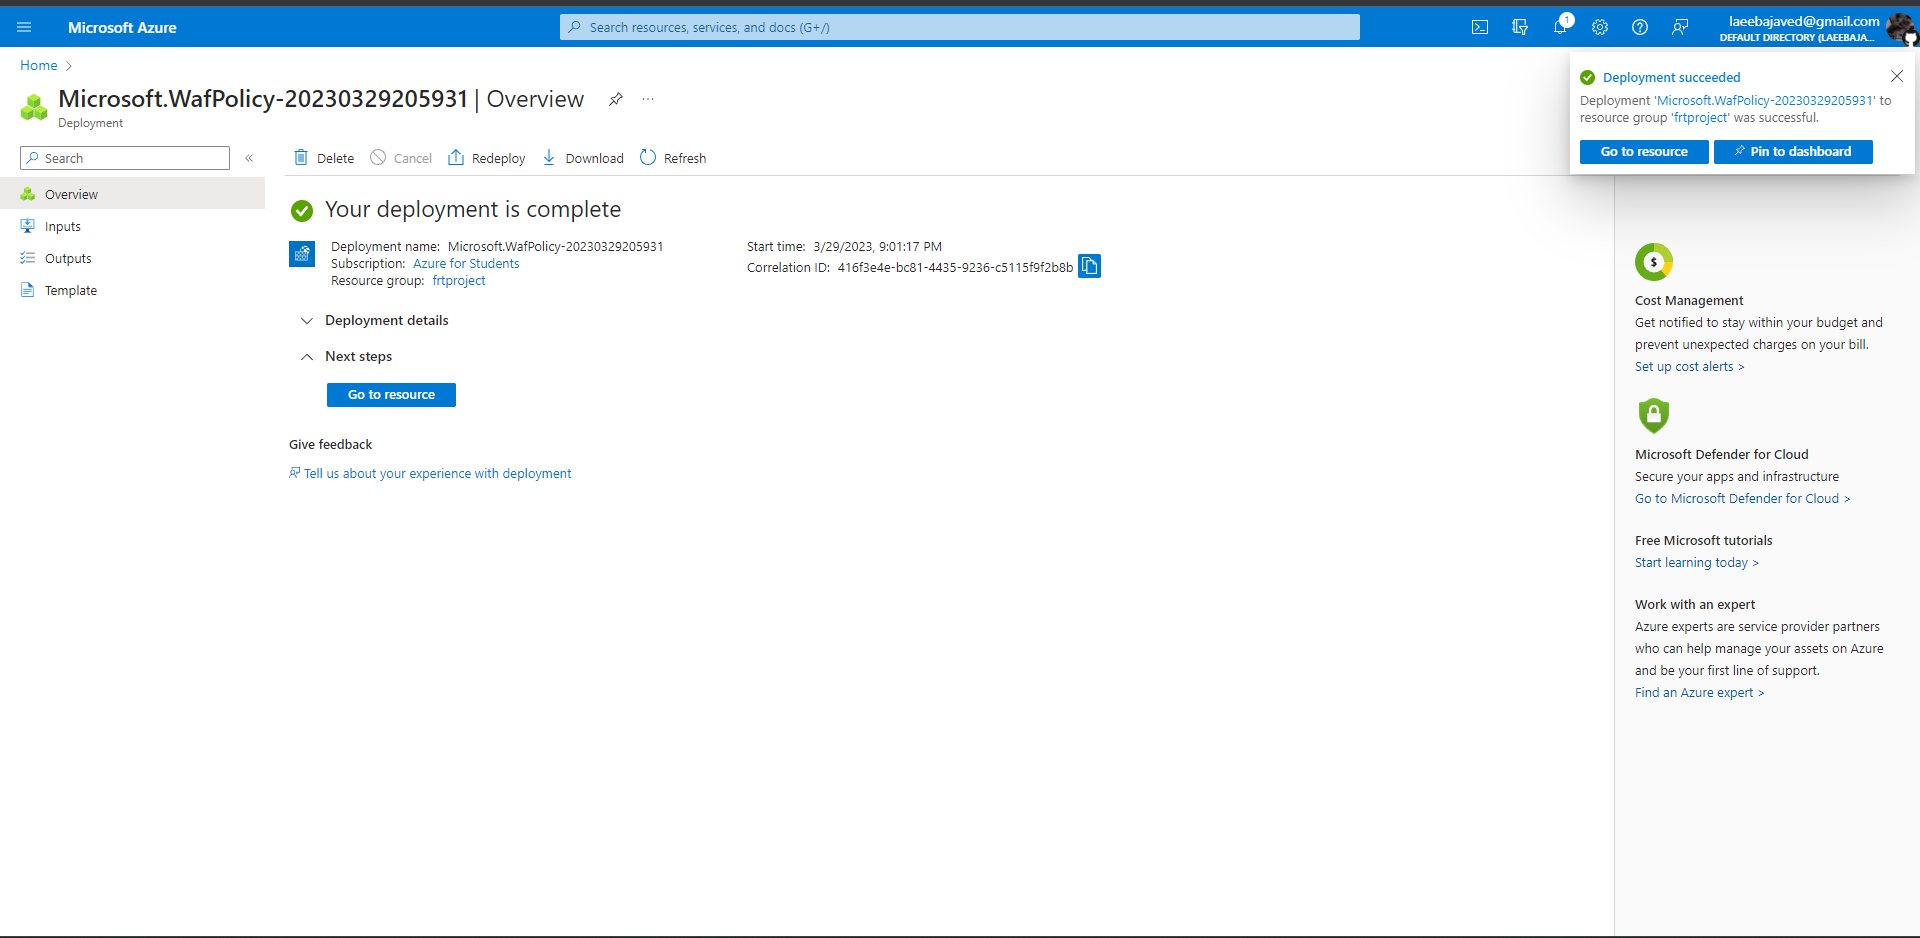 Microsoft Azure
Search resources, services, and docs (G+/)
1
laeebajaved@gmail.com
DEFAULT DIRECTORY (LAEEBAJA...
Home
Microsoft.WafPolicy-20230329205931 | Overview
...
Deployment
Deployment succeeded
Deployment 'Microsoft.WafPolicy-20230329205931' to
resource group 'frtproject' was successful.
Go to resource
Pin to dashboard
Search
«
Delete
Cancel
Redeploy
Download
Refresh
Overview
Inputs
Outputs
Template
Your deployment is complete
Deployment name: Microsoft.WafPolicy-20230329205931
Subscription: Azure for Students
Resource group: frtproject
Start time: 3/29/2023, 9:01:17 PM
Correlation ID: 416f3e4e-bc81-4435-9236-c5115f9f2b8b
Deployment details
Next steps
Go to resource
Give feedback
Tell us about your experience with deployment
$
Cost Management
Get notified to stay within your budget and
prevent unexpected charges on your bill.
Set up cost alerts >
Microsoft Defender for Cloud
Secure your apps and infrastructure
Go to Microsoft Defender for Cloud >
Free Microsoft tutorials
Start learning today >
Work with an expert
Azure experts are service provider partners
who can help manage your assets on Azure
and be your first line of support.
Find an Azure expert >